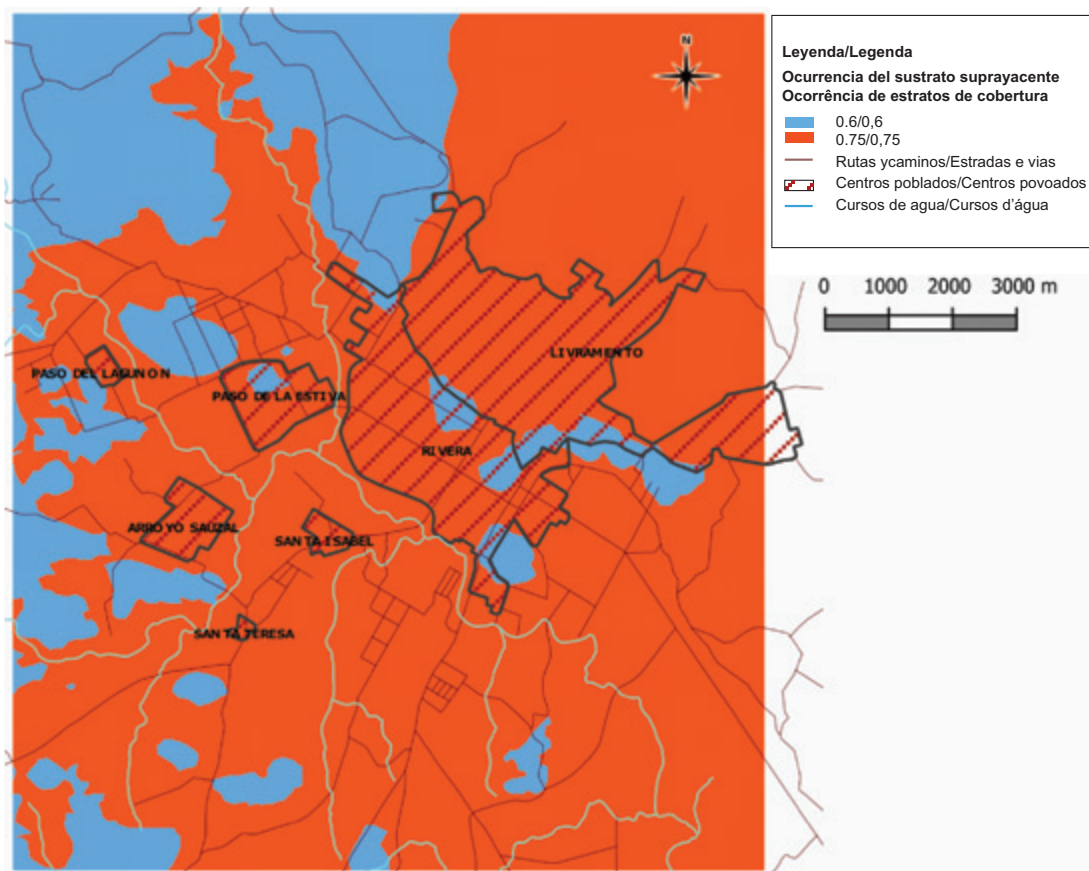 N
Leyenda/Legenda
Ocurrencia del sustrato suprayacente
Ocorrência de estratos de cobertura
0.6/0,6
0.75/0,75
Rutas ycaminos/Estradas e vias
Centros poblados/Centros povoados
Cursos de agua/Cursos d'água
0 1000 2000 3000 m
LIVRAMENTO
PASO DEL LAGUNON
PASO DE LA ESTIVA
RIVERA
ARROYO SAUZAL
SANTA ISABEL
SANTA TERESA